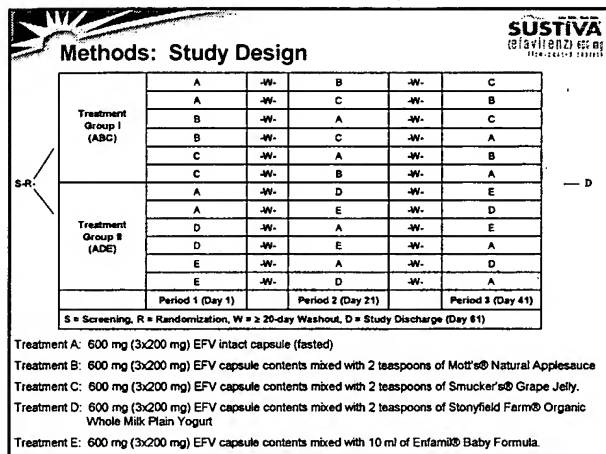 SUSTIVA
(efavirenz) 600 mg
Methods: Study Design
A -W- B -W- C
A -W- C -W- B
Treatment Group I (ABC)
B -W- A -W- C
B -W- C -W- A
C -W- A -W- B
C -W- B -W- A
S-R
D
A -W- D -W- E
A -W- E -W- D
Treatment Group II (ADE)
D -W- A -W- E
D -W- E -W- A
E -W- A -W- D
E -W- D -W- A
Period 1 (Day 1) Period 2 (Day 21) Period 3 (Day 41)
S = Screening, R = Randomization, W = ≥ 20-day Washout, D = Study Discharge (Day 61)
Treatment A: 600 mg (3x200 mg) EFV intact capsule (fasted)
Treatment B: 600 mg (3x200 mg) EFV capsule contents mixed with 2 teaspoons of Mott's® Natural Applesauce
Treatment C: 600 mg (3x200 mg) EFV capsule contents mixed with 2 teaspoons of Smucker's® Grape Jelly.
Treatment D: 600 mg (3x200 mg) EFV capsule contents mixed with 2 teaspoons of Stonyfield Farm® Organic
Whole Milk Plain Yogurt
Treatment E: 600 mg (3x200 mg) EFV capsule contents mixed with 10 ml of Enfamil® Baby Formula.